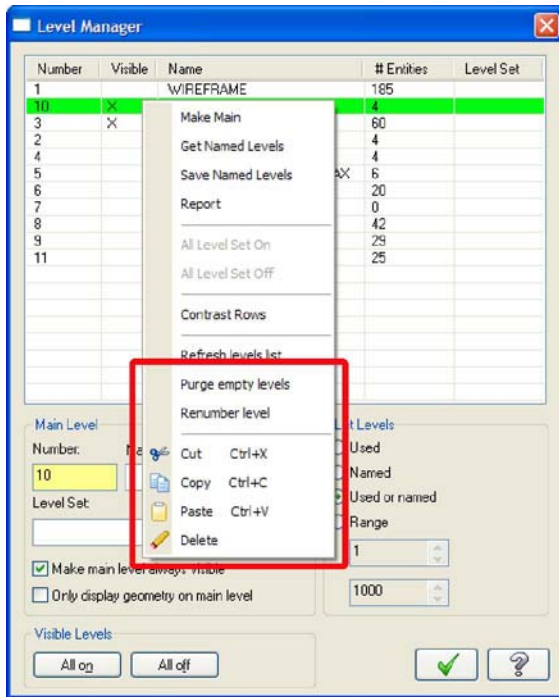 Level Manager
Number Visible Name # Entities Level Set
1 WIREFRAME 185
10 X 4
3 X 60
2 4
4 4
5 AX 6
6 20
7 0
8 42
9 29
11 25
Make Main
Get Named Levels
Save Named Levels
Report
All Level Set On
All Level Set Off
Contrast Rows
Refresh levels list
Purge empty levels
Renumber level
Cut Ctrl+X
Copy Ctrl+C
Paste Ctrl+V
Delete
Main Level
Number:
10
Level Set:
Make main level always visible
Only display geometry on main level
Levels
Used
Named
Used or named
Range
1
1000
Visible Levels
All on All off